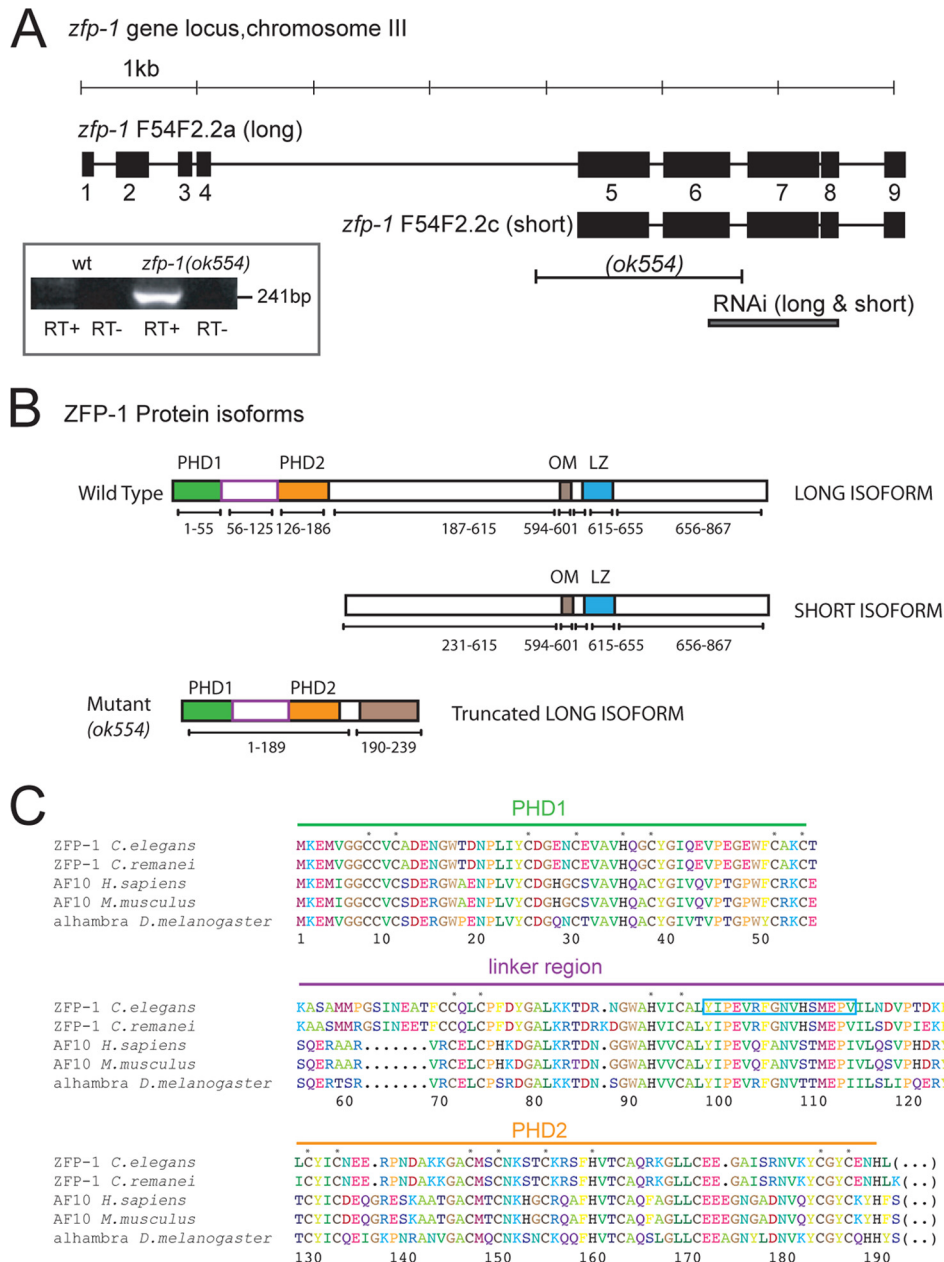 A zfp-1 gene locus,chromosome III
1kb
zfp-1 F54F2.2a (long)
1 2 3 4 5 6 7 8 9
zfp-1 F54F2.2c (short)
(ok554)
RNAi (long & short)
wt zfp-1(ok554)
241bp
RT+ RT- RT+ RT-
B ZFP-1 Protein isoforms
PHD1 PHD2 OM LZ
Wild Type LONG ISOFORM
1-55 56-125 126-186 187-615 594-601 615-655 656-867
OM LZ
SHORT ISOFORM
231-615 594-601 615-655 656-867
PHD1 PHD2
Mutant (ok554) Truncated LONG ISOFORM
1-189 190-239
C PHD1
ZFP-1 C.elegans MKEMVGGCCVCADENGWTDNPLIYCDGENCEVAVHQGCYGIQEVPEGEWFCAKCT
ZFP-1 C.remanei MKEMVGGCCVCADENGWTDNPLIYCDGENCEVAVHQGCYGIQEVPEGEWFCAKCT
AF10 H.sapiens MKEMIGGCCVCSDERGWAENPLVYCDGHGCSVAVHQACYGIVQVPTGPWFCRKCE
AF10 M.musculus MKEMIGGCCVCSDERGWAENPLVYCDGHGCSVAVHQACYGIVQVPTGPWFCRKCE
alhambra D.melanogaster MKEMVGGCCVCSDERGWPENPLVYCDGQNCTVAVHQACYGIVTVPTGPWYCRKCE
1 10 20 30 40 50
linker region
ZFP-1 C.elegans KASAMMPGSINEATFCCQLCPFDYGALKKTDR.NGWAHVICALYIPEVRFGNVHSMEPVILNDVPTDKF
ZFP-1 C.remanei KAASMMRGSINEETFCCQLCPFDYGALKRTDRKDGWAHVICALYIPEVRFGNVHSMEPVILSDVPIEKF
AF10 H.sapiens SQERAAR.......VRCELCPHKDGALKRTDN.GGWAHVVCALYIPEVQFANVSTMEPIVLQSVPHDRY
AF10 M.musculus SQERAAR.......VRCELCPHKDGALKRTDN.GGWAHVVCALYIPEVQFANVSTMEPIVLQSVPHDRY
alhambra D.melanogaster SQERTSR.......VRCELCPSRDGALKRTDN.SGWAHVVCALYIPEVRFGNVTTMEPIILSLIPQERY
60 70 80 90 100 110 120
PHD2
ZFP-1 C.elegans LCYICNEE.RPNDAKKGACMSCNKSTCKRSFHVTCAQRKGLLCEE.GAISRNVKYCGYCENHL(...)
ZFP-1 C.remanei ICYICNEE.RPNDAKKGACMSCNKSTCKRSFHVTCAQRKGLLCEE.GAISRNVKYCGYCENHLK(...)
AF10 H.sapiens TCYICDEQGRESKAATGACMTCNKHGCRQAFHVTCAQFAGLLCEEEGNGADNVQYCGYCKYHFS(..)
AF10 M.musculus TCYICDEQGRESKAATGACMTCNKHGCRQAFHVTCAQFAGLLCEEEGNGADNVQYCGYCKYHFS(..)
alhambra D.melanogaster TCYICQEIGKPNRANVGACMQCNKSNCKQQFHVTCAQSLGLLCEEAGNYLDNVKYCGYCQHHYS(..)
130 140 150 160 170 180 190